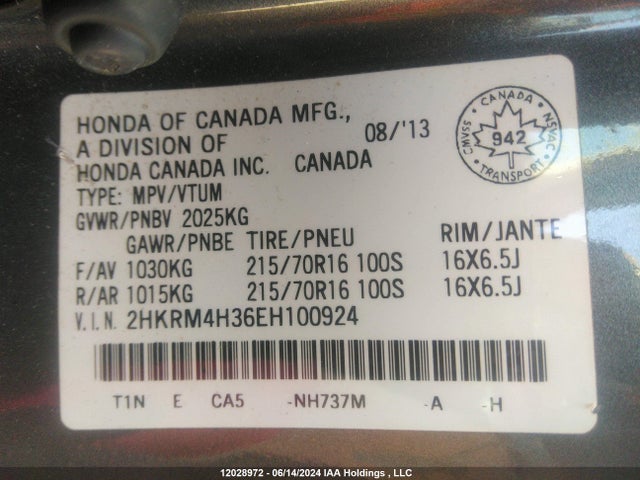 HONDA OF CANADA MFG.,
A DIVISION OF 08/'13
HONDA CANADA INC. CANADA
TYPE: MPV/VTUM
GVWR/PNBV 2025KG
GAWR/PNBE TIRE/PNEU RIM/JANTE
F/AV 1030KG 215/70R16 100S 16X6.5J
R/AR 1015KG 215/70R16 100S 16X6.5J
V.I.N. 2HKRM4H36EH100924
T1N E CA5 -NH737M -A -H
CANADA
CMVSS 942 NSVAC
TRANSPORT
12028972 - 06/14/2024 IAA Holdings , LLC